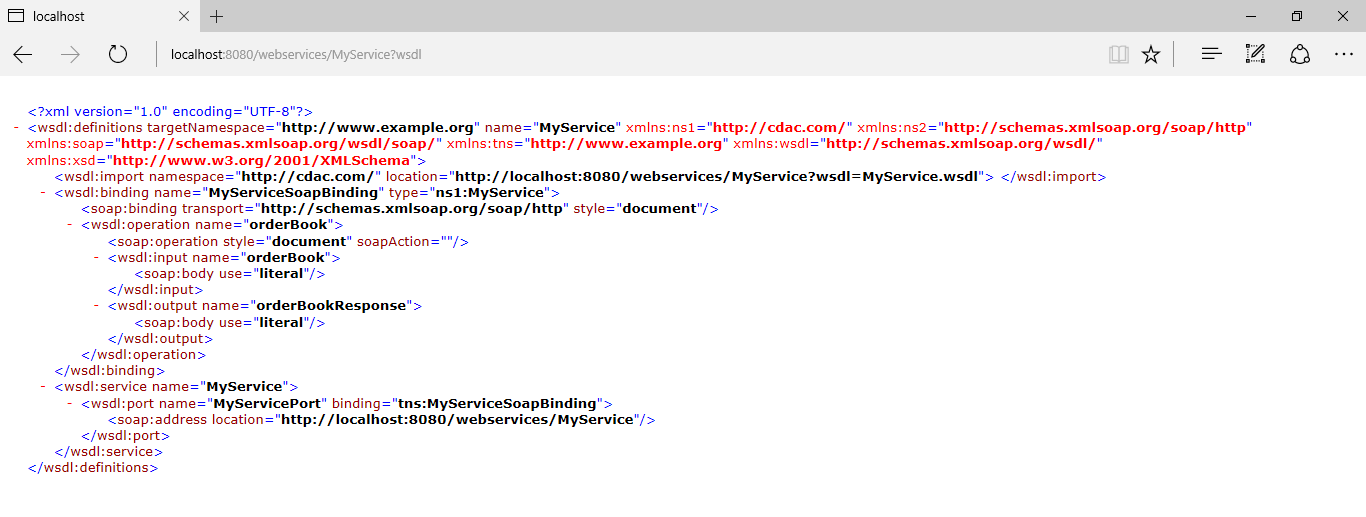 localhost
localhost:8080/webservices/MyService?wsdl
<?xml version="1.0" encoding="UTF-8"?>
- <wsdl:definitions targetNamespace="http://www.example.org" name="MyService" xmlns:ns1="http://cdac.com/" xmlns:ns2="http://schemas.xmlsoap.org/soap/http"
xmlns:soap="http://schemas.xmlsoap.org/wsdl/soap/" xmlns:tns="http://www.example.org" xmlns:wsdl="http://schemas.xmlsoap.org/wsdl/"
xmlns:xsd="http://www.w3.org/2001/XMLSchema">
<wsdl:import namespace="http://cdac.com/" location="http://localhost:8080/webservices/MyService?wsdl=MyService.wsdl"> </wsdl:import>
- <wsdl:binding name="MyServiceSoapBinding" type="ns1:MyService">
<soap:binding transport="http://schemas.xmlsoap.org/soap/http" style="document"/>
- <wsdl:operation name="orderBook">
<soap:operation style="document" soapAction=""/>
- <wsdl:input name="orderBook">
<soap:body use="literal"/>
</wsdl:input>
- <wsdl:output name="orderBookResponse">
<soap:body use="literal"/>
</wsdl:output>
</wsdl:operation>
</wsdl:binding>
- <wsdl:service name="MyService">
- <wsdl:port name="MyServicePort" binding="tns:MyServiceSoapBinding">
<soap:address location="http://localhost:8080/webservices/MyService"/>
</wsdl:port>
</wsdl:service>
</wsdl:definitions>